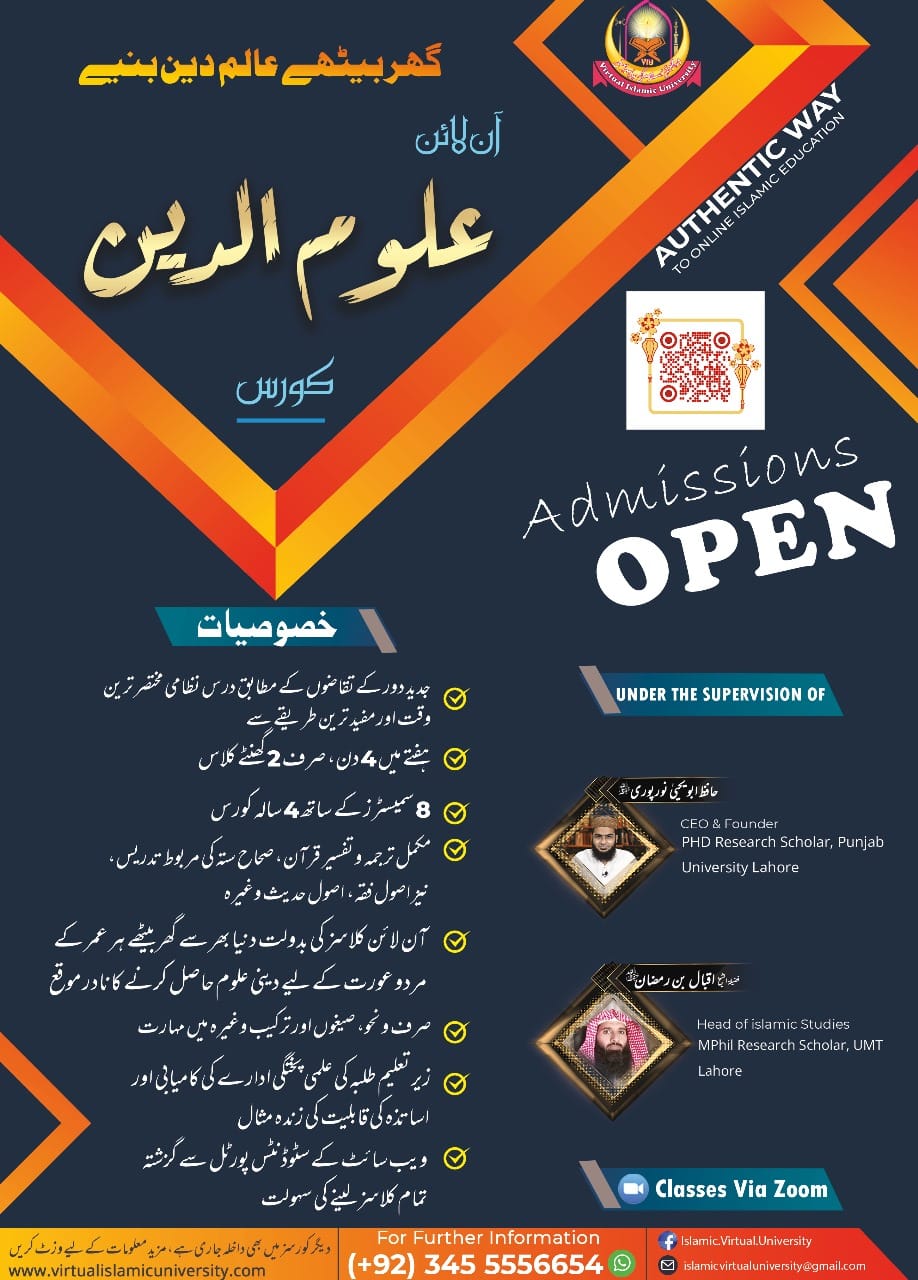 گھر بیٹھے عالم دین بنیے
آن لائن
علوم الدین
کورس
Virtual Islamic University
VIU
AUTHENTIC WAY
TO ONLINE ISLAMIC EDUCATION
Admissions
OPEN
خصوصیات
جدید دور کے تقاضوں کے مطابق درس نظامی مختصر ترین
وقت اور مفید ترین طریقے سے
ہفتے میں 4 دن، صرف 2 گھنٹے کلاس
8 سمیسٹرز کے ساتھ 4 سالہ کورس
مکمل ترجمہ و تفسیر قرآن، صحاح ستہ کی مربوط تدریس،
نیز اصول فقہ، اصول حدیث وغیرہ
آن لائن کلاسز کی بدولت دنیا بھر سے گھر بیٹھے ہر عمر کے
مرد و عورت کے لیے دینی علوم حاصل کرنے کا نادر موقع
صرف و نحو، صیغوں اور ترکیب وغیرہ میں مہارت
زیر تعلیم طلبہ کی علمی پختگی ادارے کی کامیابی اور
اساتذہ کی قابلیت کی زندہ مثال
ویب سائٹ کے سٹوڈنٹس پورٹل سے گزشتہ
تمام کلاسز لینے کی سہولت
UNDER THE SUPERVISION OF
حافظ ابو یحییٰ نورپوری
CEO & Founder
PHD Research Scholar, Punjab
University Lahore
اقبال بن رمضان
Head of islamic Studies
MPhil Research Scholar, UMT
Lahore
Classes Via Zoom
دیگر کورسز میں بھی داخلہ جاری ہے، مزید معلومات کے لیے وزٹ کریں
www.virtualislamicuniversity.com
For Further Information
(+92) 345 5556654
Islamic.Virtual.University
islamicvirtualuniversity@gmail.com